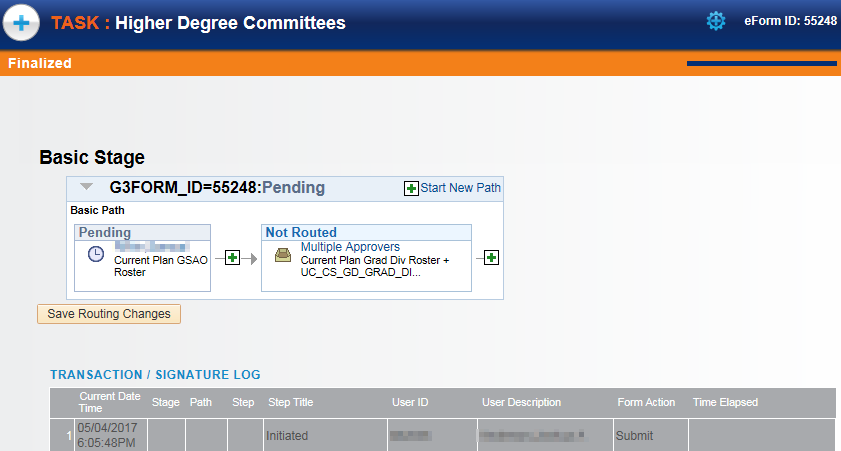 TASK : Higher Degree Committees
eForm ID: 55248
Finalized
Basic Stage
G3FORM_ID=55248:Pending
Start New Path
Basic Path
Pending
Current Plan GSAO
Roster
Not Routed
Multiple Approvers
Current Plan Grad Div Roster +
UC_CS_GD_GRAD_DI...
Save Routing Changes
TRANSACTION / SIGNATURE LOG
Current Date
Time
Stage
Path
Step
Step Title
User ID
User Description
Form Action
Time Elapsed
1
05/04/2017
6:05:48PM
Initiated
Submit